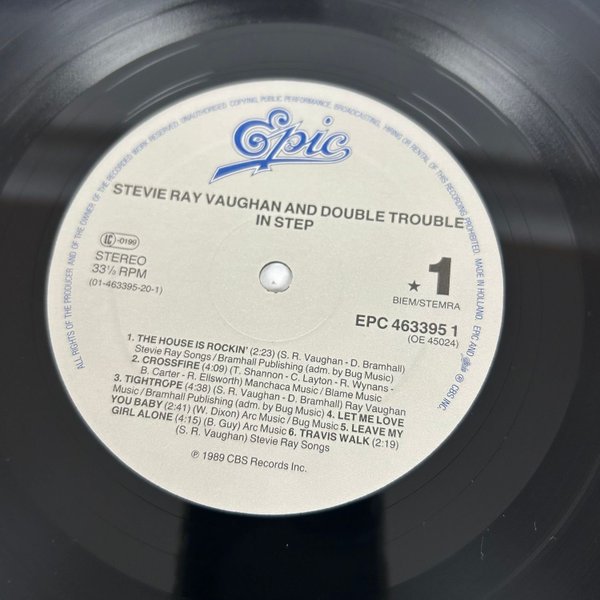 ALL RIGHTS OF THE PRODUCER AND OF THE OWNER OF THE RECORDED WORK RESERVED. UNAUTHORISED COPYING, PUBLIC PERFORMANCE, BROADCASTING, HIRING OR RENTAL OF THIS RECORDING PROHIBITED. MADE IN HOLLAND. EPIC AND Epic ® CBS INC.
Epic
STEVIE RAY VAUGHAN AND DOUBLE TROUBLE
IN STEP
LC-0199
STEREO
33⅓ RPM
(01-463395-20-1)
★ 1
BIEM/STEMRA
EPC 463395 1
(OE 45024)
1. THE HOUSE IS ROCKIN' (2:23) (S. R. Vaughan - D. Bramhall)
Stevie Ray Songs / Bramhall Publishing (adm. by Bug Music)
2. CROSSFIRE (4:09) (T. Shannon - C. Layton - R. Wynans -
B. Carter - R. Ellsworth) Manchaca Music / Blame Music
3. TIGHTROPE (4:38) (S. R. Vaughan - D. Bramhall) Ray Vaughan
Music / Bramhall Publishing (adm. by Bug Music) 4. LET ME LOVE
YOU BABY (2:41) (W. Dixon) Arc Music / Bug Music 5. LEAVE MY
GIRL ALONE (4:15) (B. Guy) Arc Music 6. TRAVIS WALK (2:19)
(S. R. Vaughan) Stevie Ray Songs
℗ 1989 CBS Records Inc.